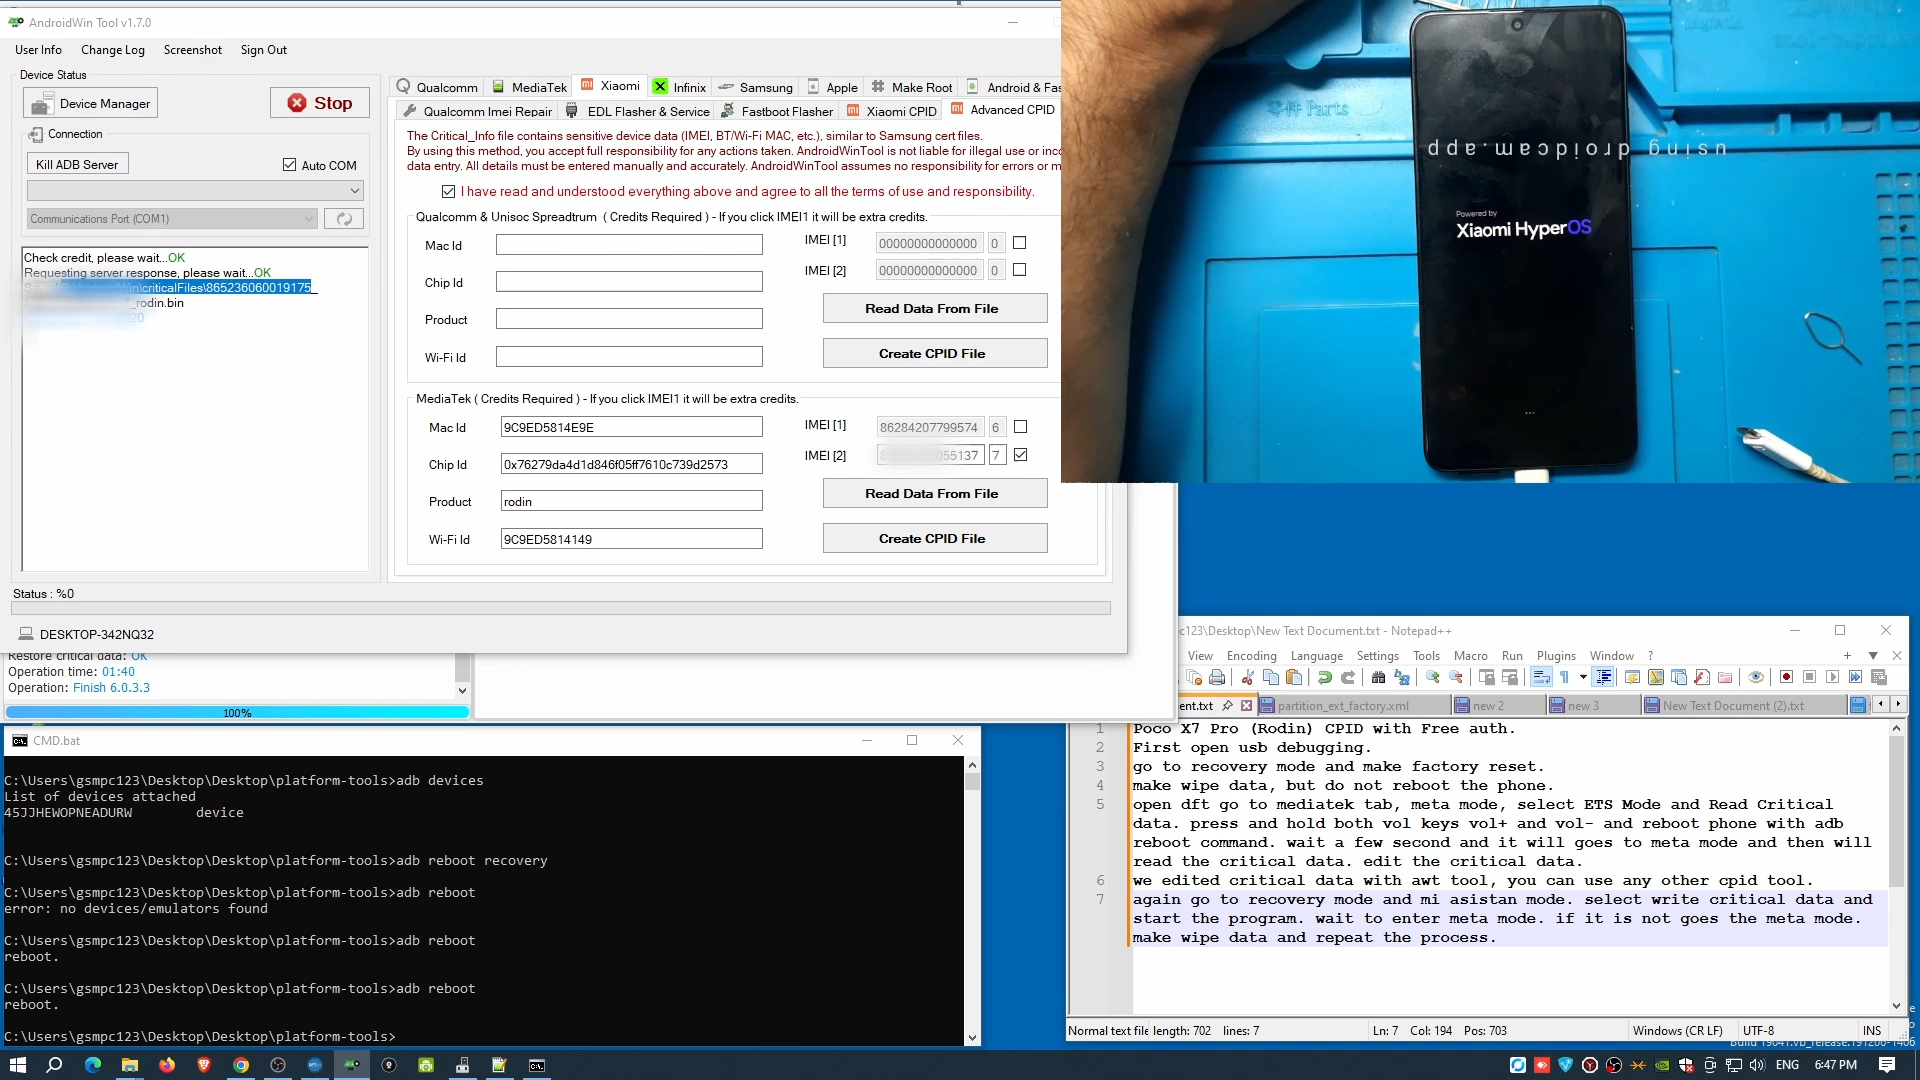 AndroidWin Tool v1.7.0
User Info Change Log Screenshot Sign Out
Device Status
Device Manager
Stop
Connection
Kill ADB Server
Auto COM
Communications Port (COM1)
Check credit, please wait...OK
Requesting server response, please wait...OK
\criticalFiles\865236060019175_
_rodin.bin
Status : %0
DESKTOP-342NQ32
Qualcomm MediaTek Xiaomi Infinix Samsung Apple Make Root Android & Fas
Qualcomm Imei Repair EDL Flasher & Service Fastboot Flasher Xiaomi CPID Advanced CPID
The Critical_Info file contains sensitive device data (IMEI, BT/Wi-Fi MAC, etc.), similar to Samsung cert files.
By using this method, you accept full responsibility for any actions taken. AndroidWinTool is not liable for illegal use or inco
data entry. All details must be entered manually and accurately. AndroidWinTool assumes no responsibility for errors or m
I have read and understood everything above and agree to all the terms of use and responsibility.
Qualcomm & Unisoc Spreadtrum ( Credits Required ) - If you click IMEI1 it will be extra credits.
Mac Id
IMEI [1] 00000000000000 0
Chip Id
IMEI [2] 00000000000000 0
Product
Read Data From File
Wi-Fi Id
Create CPID File
MediaTek ( Credits Required ) - If you click IMEI1 it will be extra credits.
Mac Id 9C9ED5814E9E
IMEI [1] 86284207799574 6
Chip Id 0x76279da4d1d846f05ff7610c739d2573
IMEI [2] 055137 7
Product rodin
Read Data From File
Wi-Fi Id 9C9ED5814149
Create CPID File
using droidcam.app
Powered by
Xiaomi HyperOS
Restore critical data: OK
Operation time: 01:40
Operation: Finish 6.0.3.3
100%
CMD.bat
C:\Users\gsmpc123\Desktop\Desktop\platform-tools>adb devices
List of devices attached
45JJHEWOPNEADURW device
C:\Users\gsmpc123\Desktop\Desktop\platform-tools>adb reboot recovery
C:\Users\gsmpc123\Desktop\Desktop\platform-tools>adb reboot
error: no devices/emulators found
C:\Users\gsmpc123\Desktop\Desktop\platform-tools>adb reboot
reboot.
C:\Users\gsmpc123\Desktop\Desktop\platform-tools>adb reboot
reboot.
C:\Users\gsmpc123\Desktop\Desktop\platform-tools>
c123\Desktop\New Text Document.txt - Notepad++
View Encoding Language Settings Tools Macro Run Plugins Window ?
ent.txt partition_ext_factory.xml new 2 new 3 New Text Document (2).txt
1 Poco X7 Pro (Rodin) CPID with Free auth.
2 First open usb debugging.
3 go to recovery mode and make factory reset.
4 make wipe data, but do not reboot the phone.
5 open dft go to mediatek tab, meta mode, select ETS Mode and Read Critical
data. press and hold both vol keys vol+ and vol- and reboot phone with adb
reboot command. wait a few second and it will goes to meta mode and then will
read the critical data. edit the critical data.
6 we edited critical data with awt tool, you can use any other cpid tool.
7 again go to recovery mode and mi asistan mode. select write critical data and
start the program. wait to enter meta mode. if it is not goes the meta mode.
make wipe data and repeat the process.
Normal text file length: 702 lines: 7 Ln: 7 Col: 194 Pos: 703 Windows (CR LF) UTF-8 INS
Build 19041.vb_release.191206-1406
ENG 6:47 PM